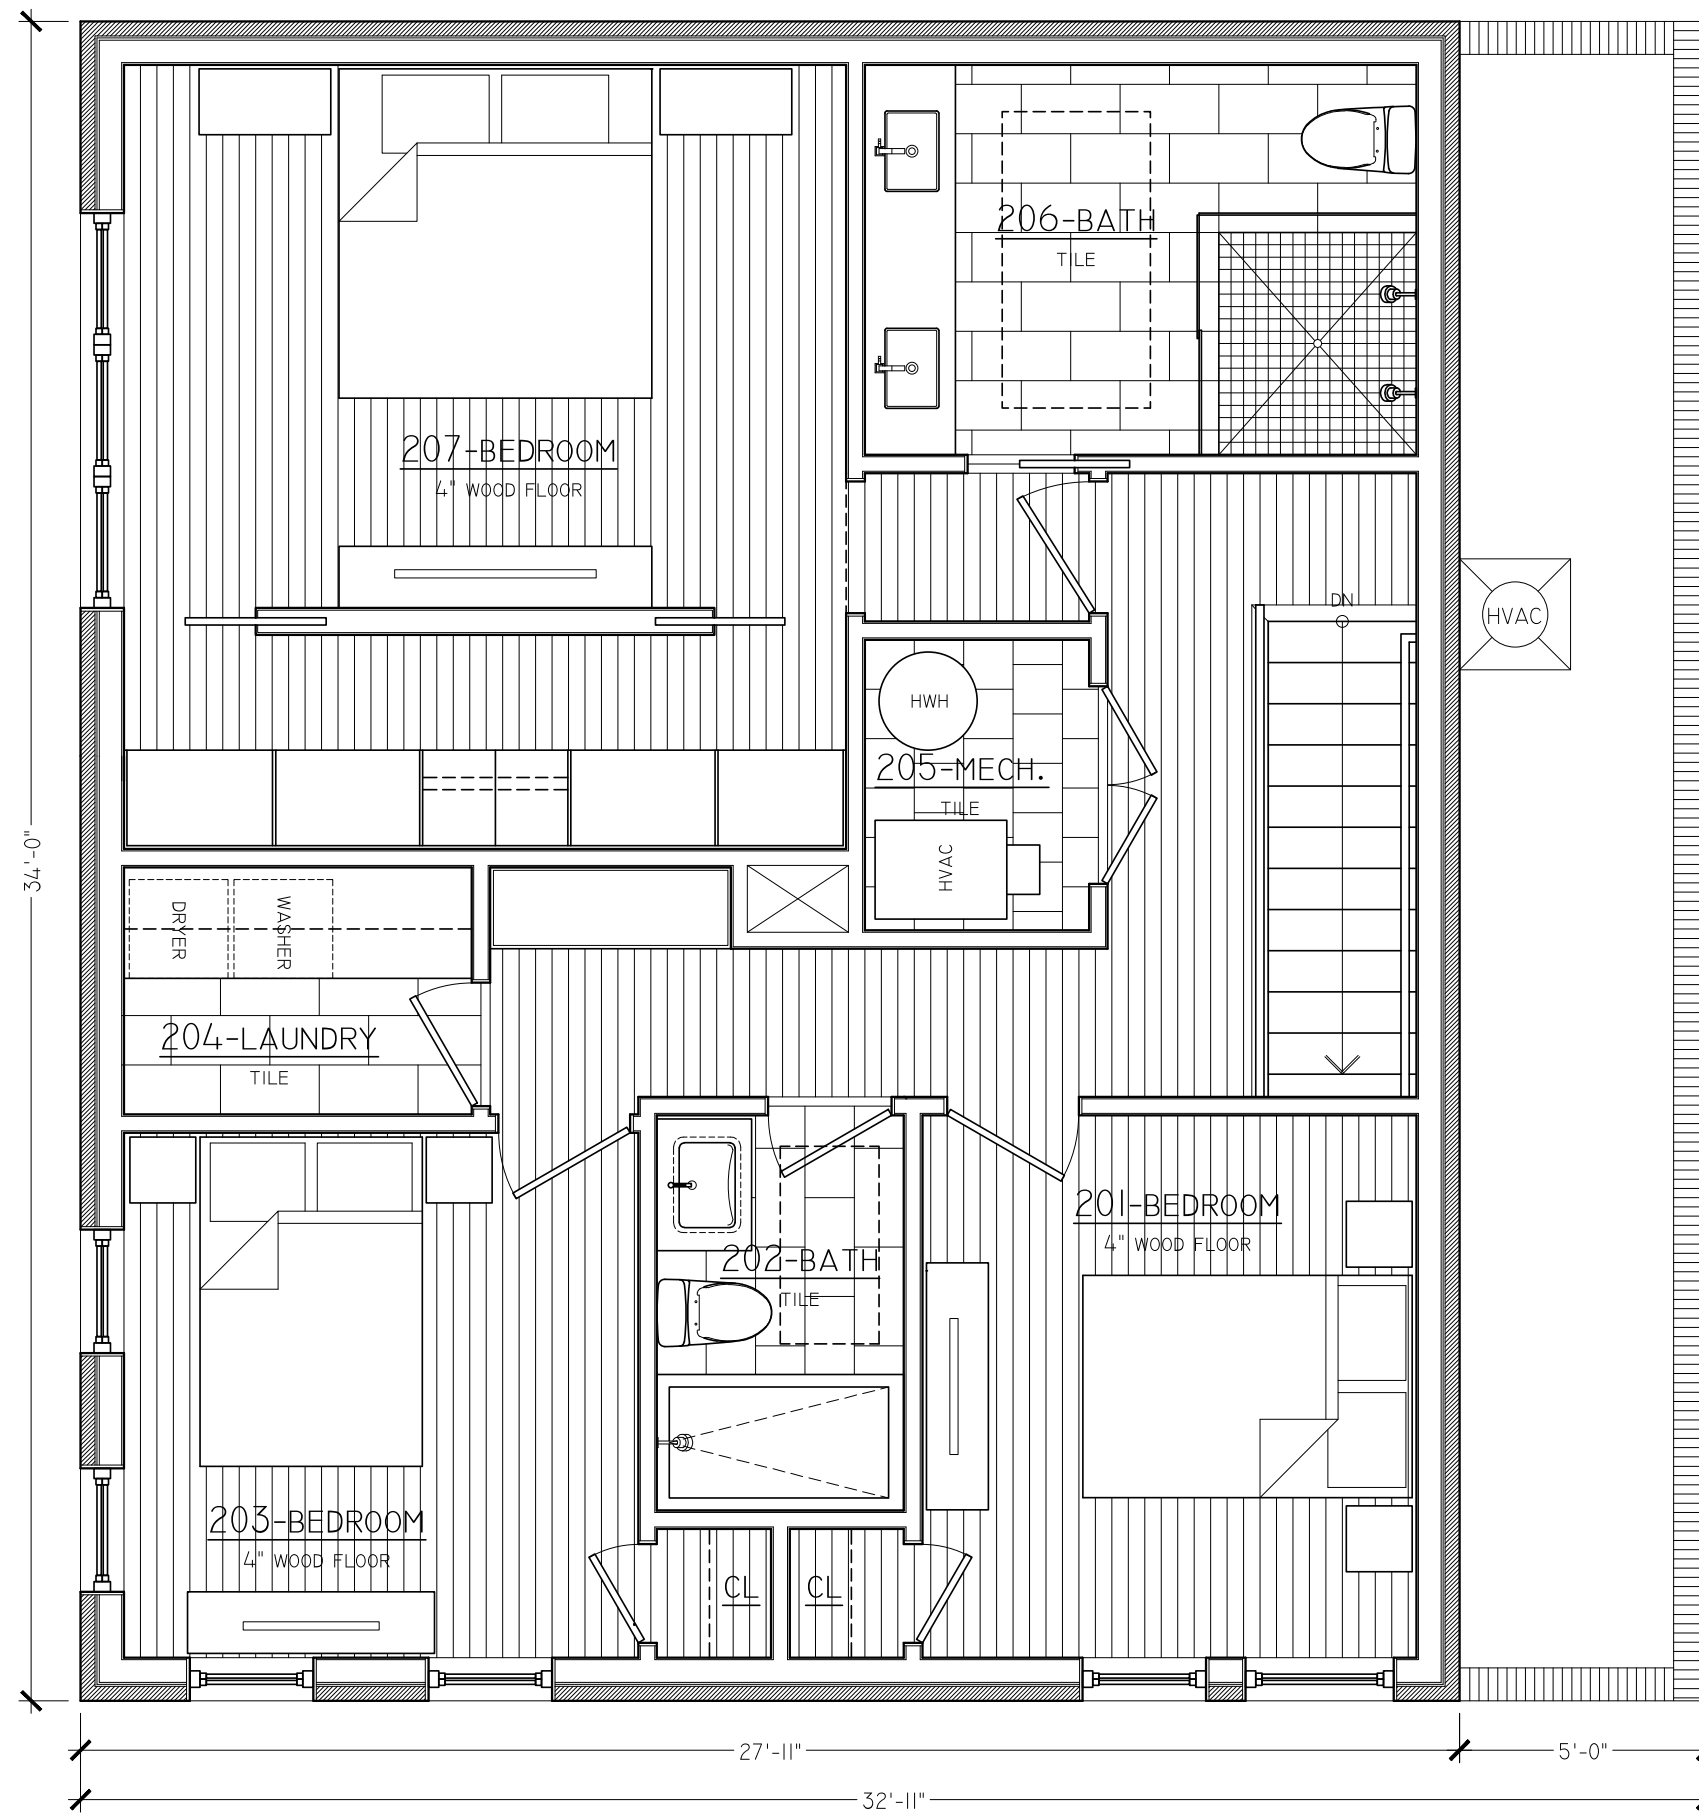 206-BATH
TILE
207-BEDROOM
4" WOOD FLOOR
DN
HVAC
HWH
205-MECH.
TILE
HVAC
34'-0"
DRYER
WASHER
204-LAUNDRY
TILE
201-BEDROOM
4" WOOD FLOOR
202-BATH
TILE
203-BEDROOM
4" WOOD FLOOR
CL
CL
27'-11"
5'-0"
32'-11"